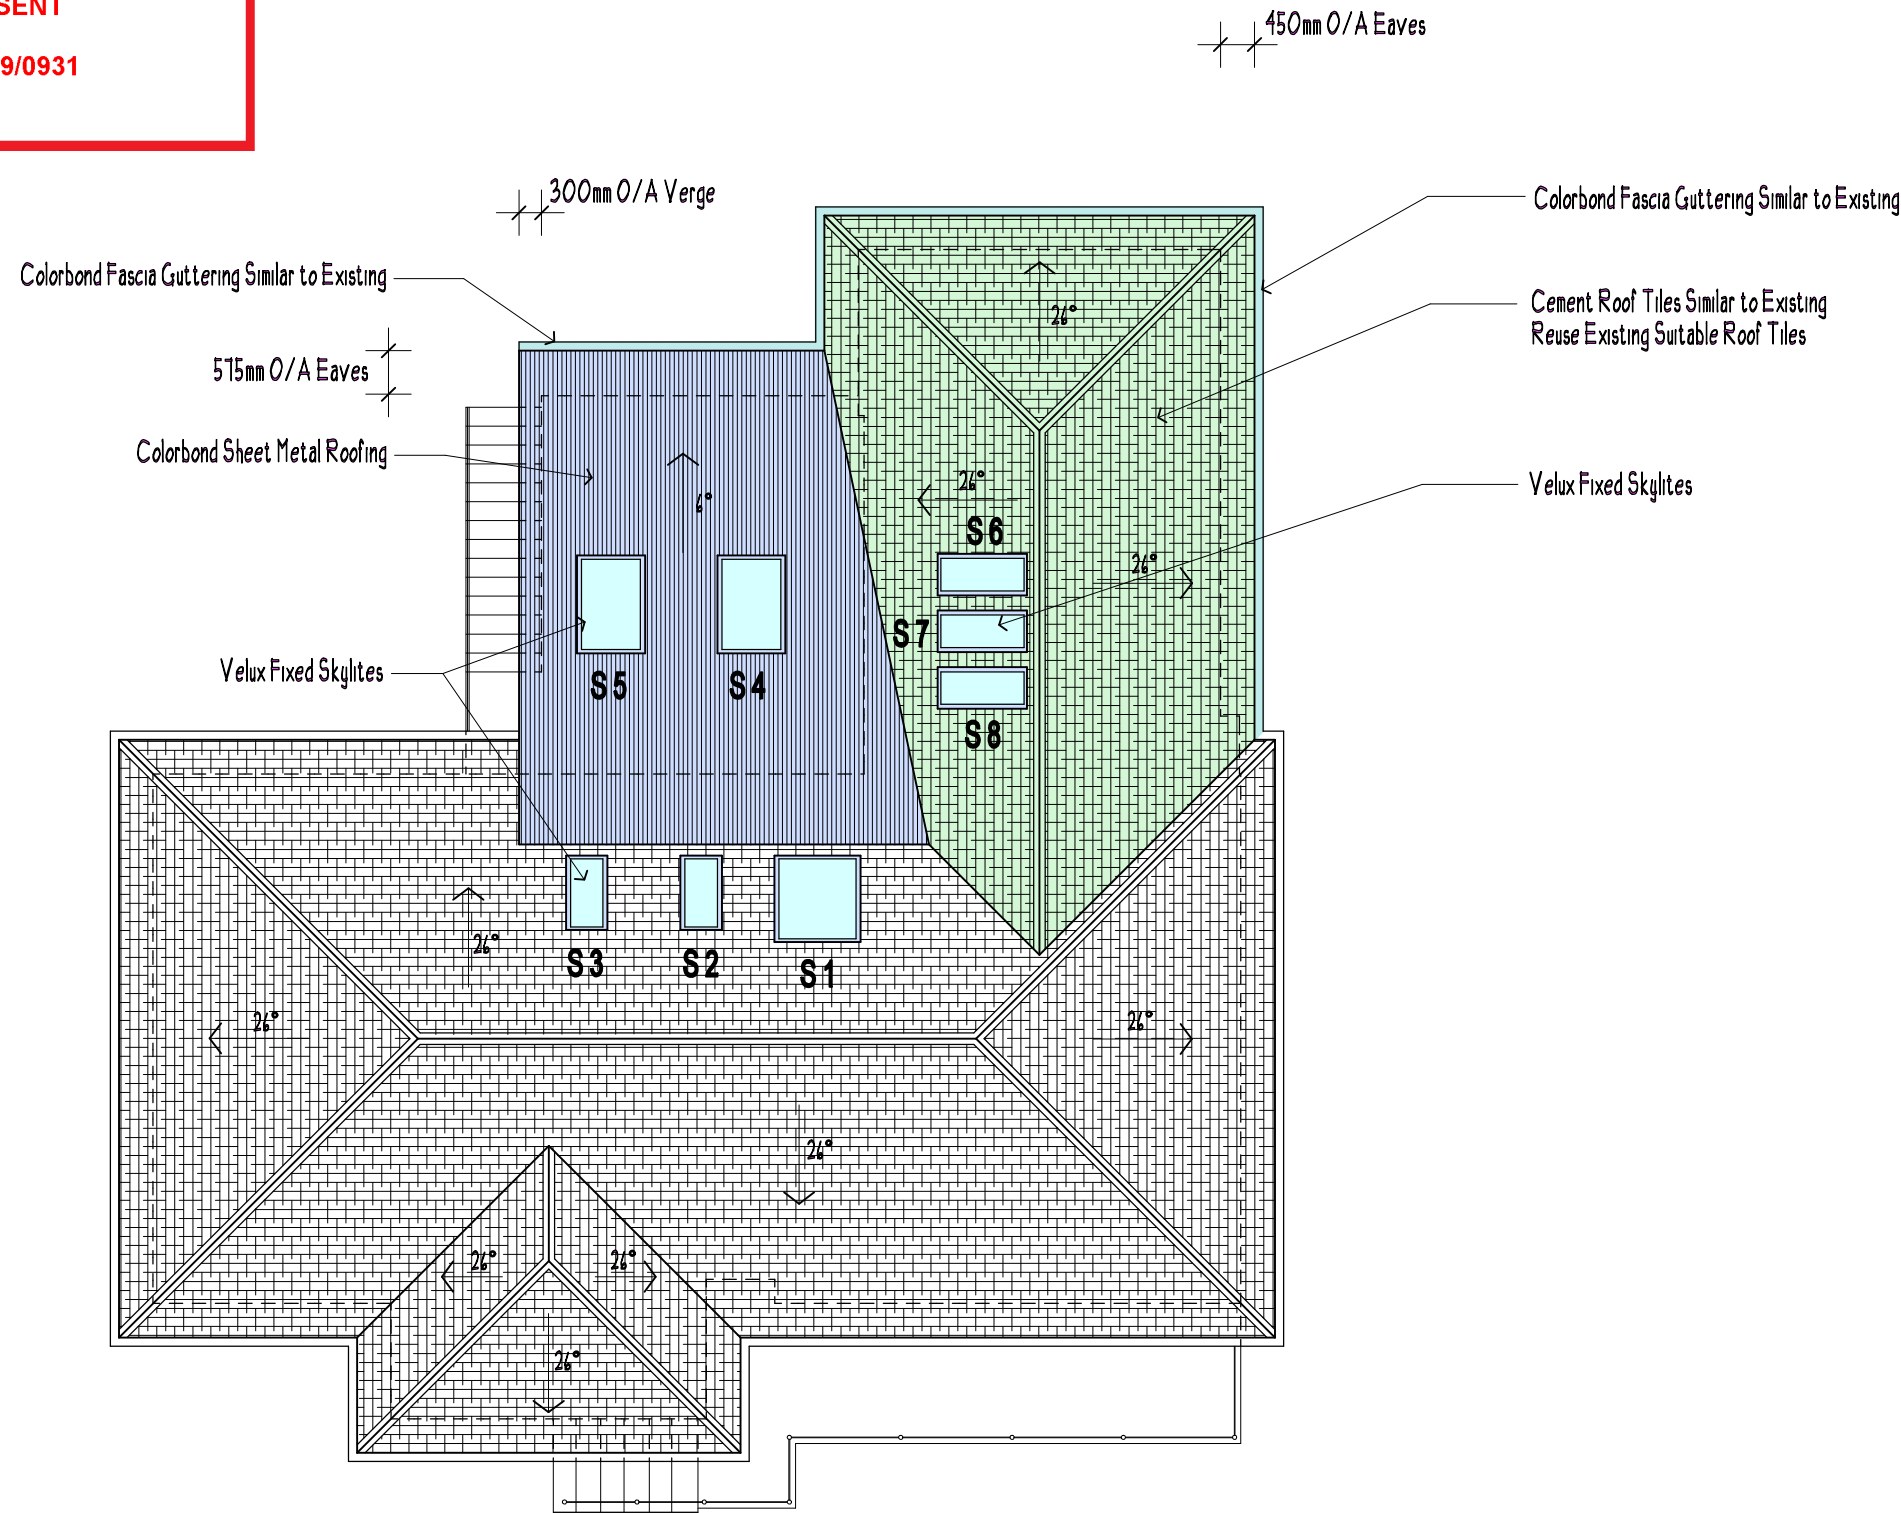 SENT
9/0931
450mm O/A Eaves
300mm O/A Verge
Colorbond Fascia Guttering Similar to Existing
Colorbond Fascia Guttering Similar to Existing
Cement Roof Tiles Similar to Existing
Reuse Existing Suitable Roof Tiles
26°
575mm O/A Eaves
Colorbond Sheet Metal Roofing
26°
Velux Fixed Skylites
6°
S6
26°
S7
Velux Fixed Skylites
S5
S4
S8
26°
S3
S2
S1
26°
26°
26°
26°
26°
26°